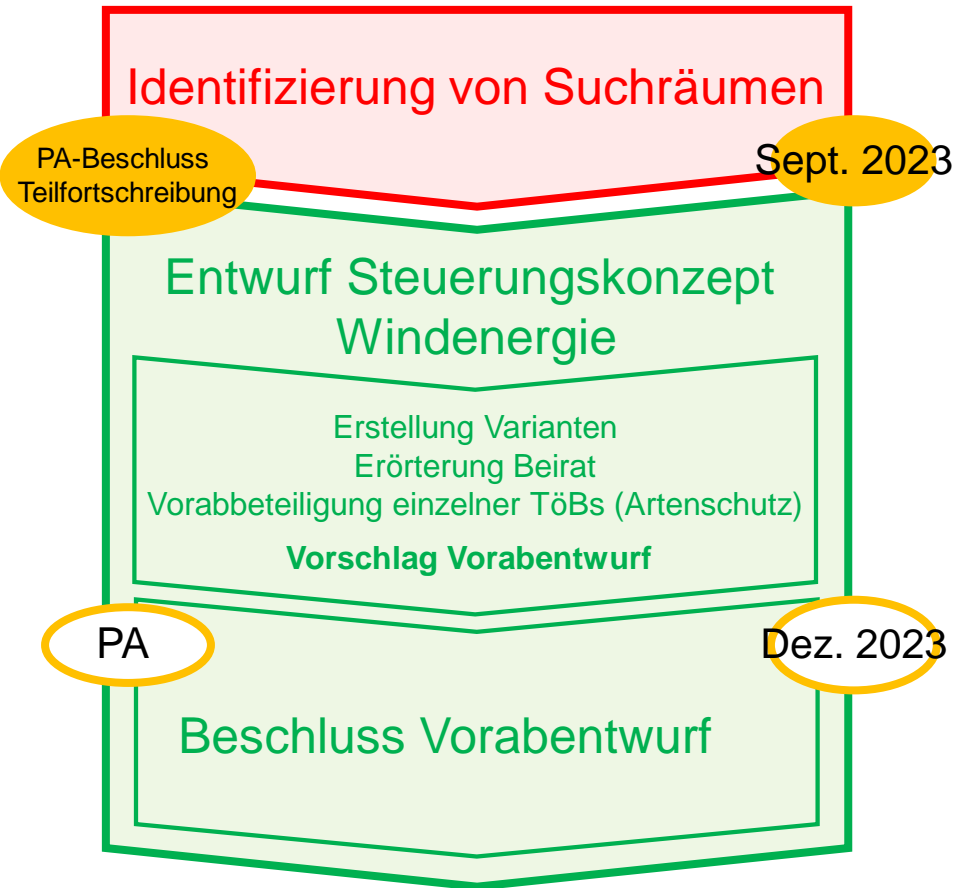 Identifizierung von Suchräumen
PA-Beschluss
Teilfortschreibung
Sept. 2023
Entwurf Steuerungskonzept
Windenergie
Erstellung Varianten
Erörterung Beirat
Vorabbeteiligung einzelner TöBs (Artenschutz)
Vorschlag Vorabentwurf
PA
Dez. 2023
Beschluss Vorabentwurf